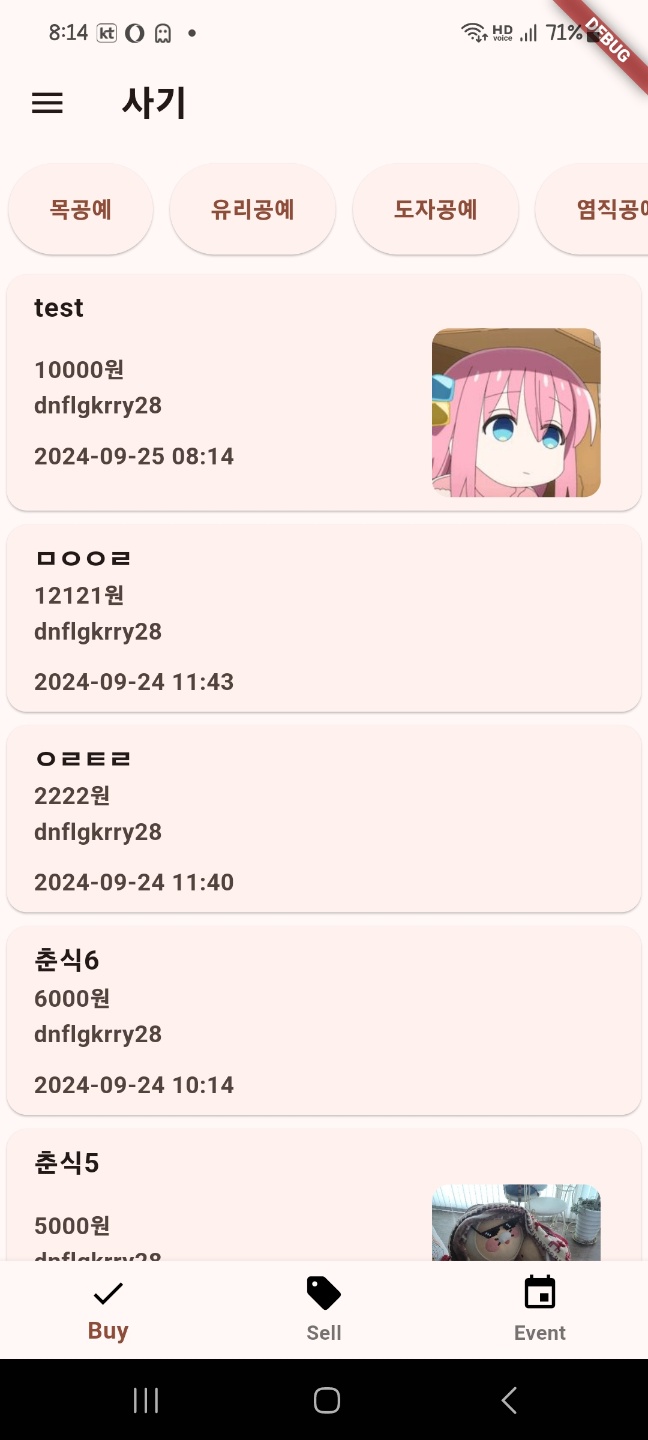 8:14 kt HD voice 71%
DEBUG
사기
목공예 유리공예 도자공예 염직공예
test
10000원
dnflgkrry28
2024-09-25 08:14
ㅁㅇㅇㄹ
12121원
dnflgkrry28
2024-09-24 11:43
ㅇㄹㅌㄹ
2222원
dnflgkrry28
2024-09-24 11:40
춘식6
6000원
dnflgkrry28
2024-09-24 10:14
춘식5
5000원
dnflgkrry28
Buy Sell Event